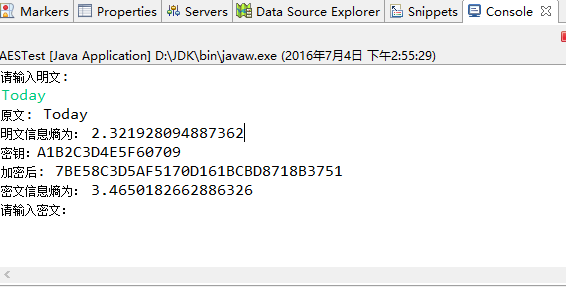 Markers Properties Servers Data Source Explorer Snippets Console
AESTest [Java Application] D:\JDK\bin\javaw.exe (2016年7月4日 下午2:55:29)
请输入明文:
Today
原文: Today
明文信息熵为: 2.321928094887362
密钥: A1B2C3D4E5F60709
加密后: 7BE58C3D5AF5170D161BCBD8718B3751
密文信息熵为: 3.4650182662886326
请输入密文: